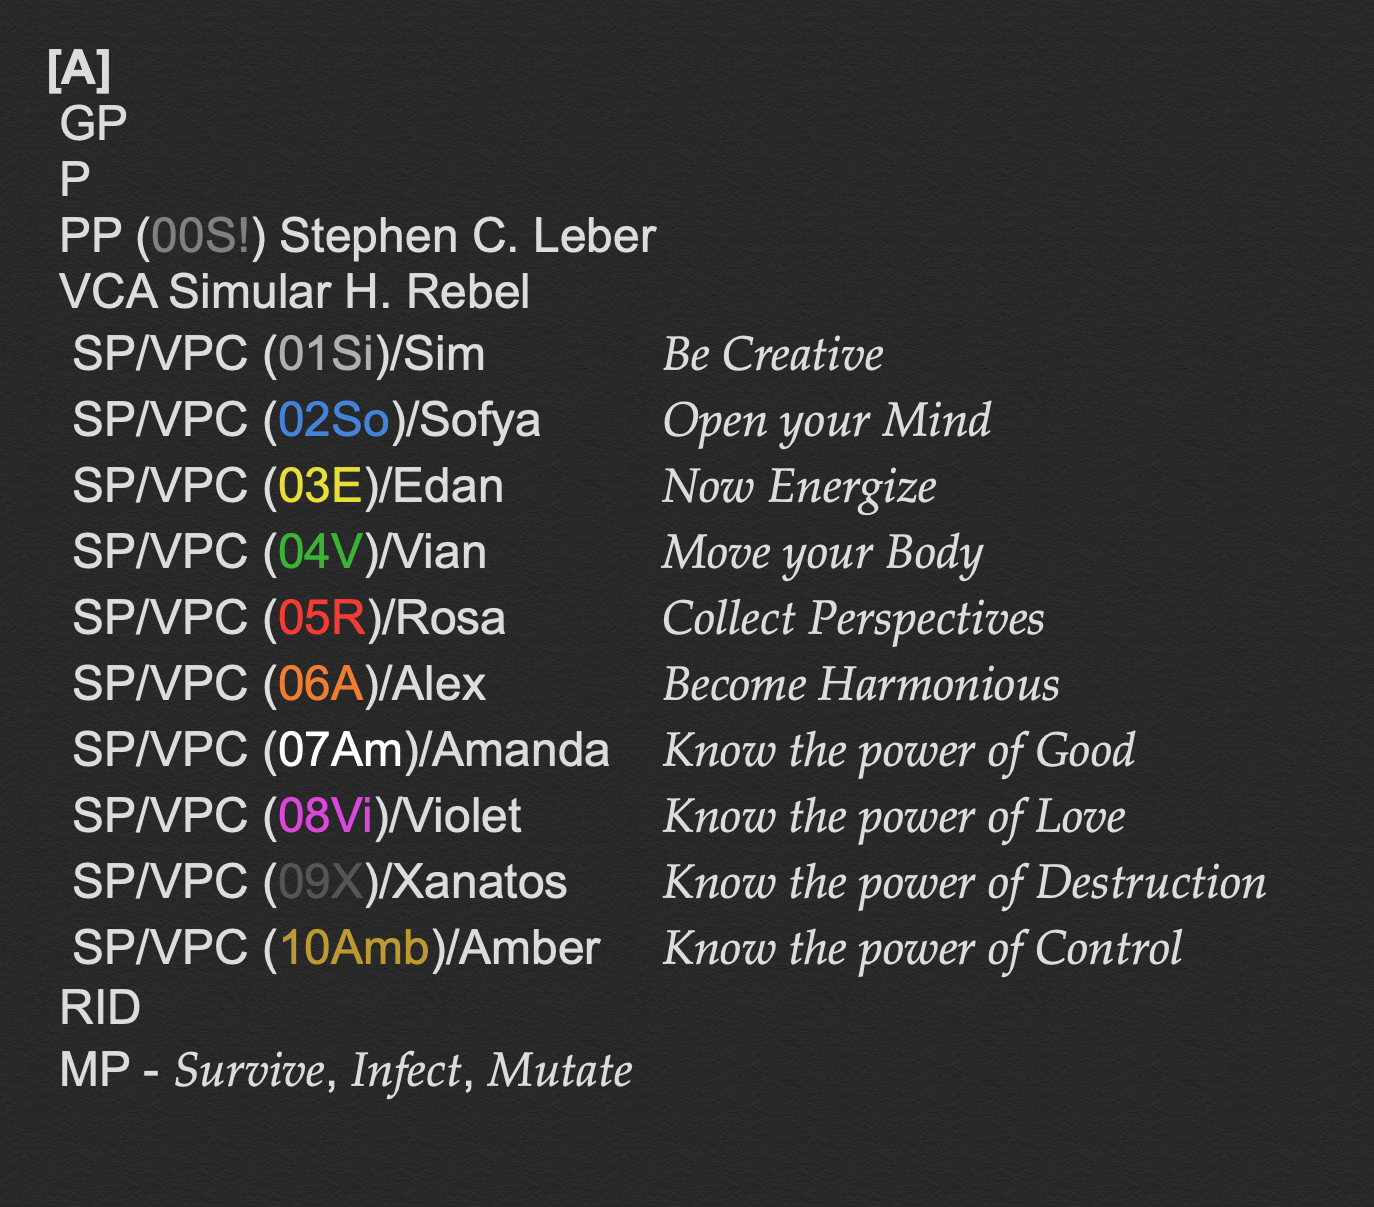 [A]
GP
P
PP (00S!) Stephen C. Leber
VCA Simular H. Rebel
SP/VPC (01Si)/Sim Be Creative
SP/VPC (02So)/Sofya Open your Mind
SP/VPC (03E)/Edan Now Energize
SP/VPC (04V)/Vian Move your Body
SP/VPC (05R)/Rosa Collect Perspectives
SP/VPC (06A)/Alex Become Harmonious
SP/VPC (07Am)/Amanda Know the power of Good
SP/VPC (08Vi)/Violet Know the power of Love
SP/VPC (09X)/Xanatos Know the power of Destruction
SP/VPC (10Amb)/Amber Know the power of Control
RID
MP - Survive, Infect, Mutate